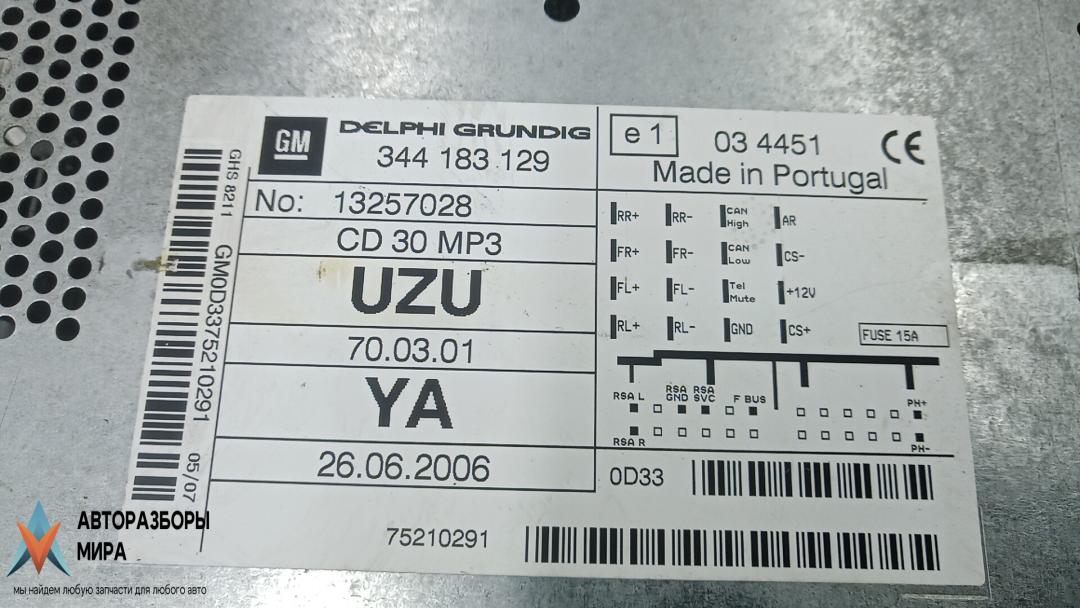 GM
DELPHI GRUNDIG
344 183 129
No: 13257028
CD 30 MP3
UZU
70.03.01
YA
26.06.2006
75210291
GHS 8211 GM0D3375210291 05/07
e 1
03 4451
Made in Portugal
CE
RR+ RR- CAN High AR
FR+ FR- CAN Low CS-
FL+ FL- Tel Mute +12V
RL+ RL- GND CS+
FUSE 15A
RSA L RSA GND RSA SVC F BUS PH+
RSA R PH-
0D33
АВТОРАЗБОРЫ
МИРА
мы найдем любую запчасти для любого авто